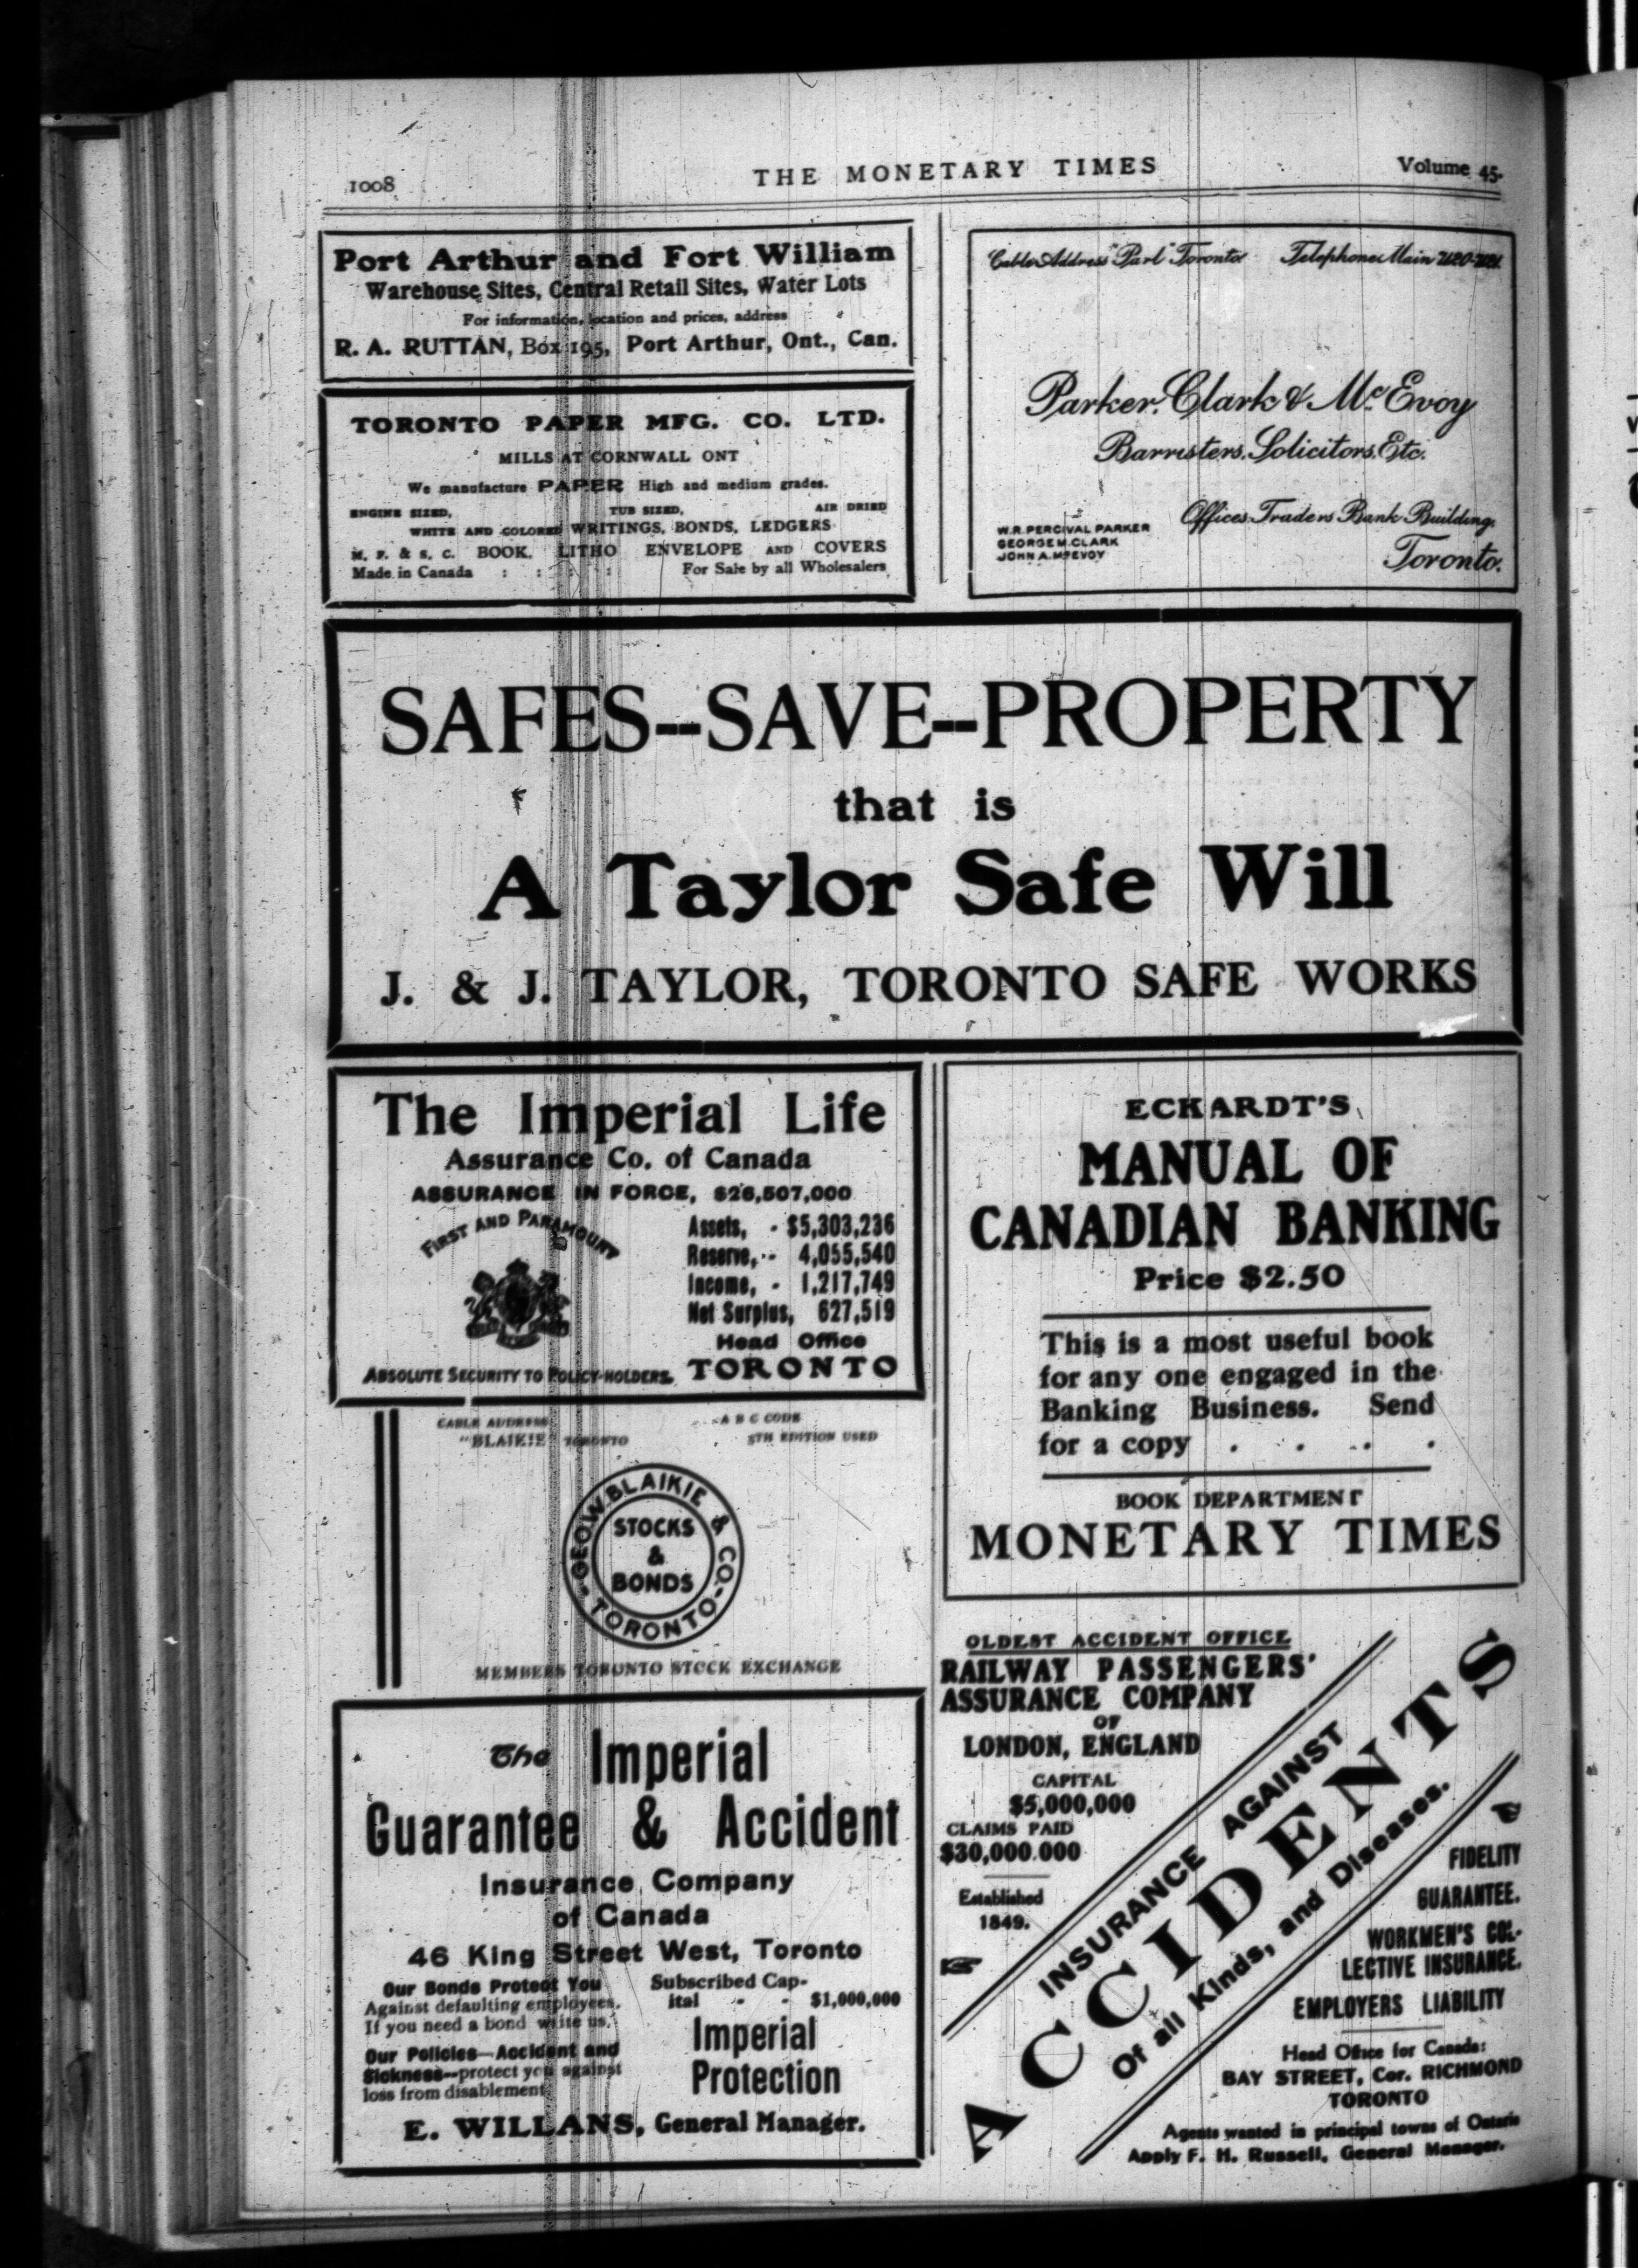 1008
THE MONETARY TIMES
Volume 45.
Port Arthur and Fort William
Warehouse Sites, Central Retail Sites, Water Lots
For information, location and prices, address
R. A. RUTTAN, Box 195, Port Arthur, Ont., Can.
TORONTO PAPER MFG. CO. LTD.
MILLS AT CORNWALL ONT
We manufacture PAPER High and medium grades.
ENGINE SIZED, TUB SIZED, AIR DRIED
WHITE AND COLORED WRITINGS, BONDS, LEDGERS
M. F. & S. C. BOOK, LITHO ENVELOPE AND COVERS
Made in Canada : : : : For Sale by all Wholesalers
Cable Address "Parl" Toronto Telephones Main
Parker, Clark & McEvoy
Barristers, Solicitors, Etc.
Offices, Traders Bank Building,
Toronto.
W. R. PERCIVAL PARKER
GEORGE M. CLARK
JOHN A. McEVOY
SAFES--SAVE--PROPERTY
that is
A Taylor Safe Will
J. & J. TAYLOR, TORONTO SAFE WORKS
The Imperial Life
Assurance Co. of Canada
ASSURANCE IN FORCE, $26,507,000
FIRST AND PARAMOUNT
Assets, - $5,303,236
Reserve, - 4,055,540
Income, - 1,217,749
Net Surplus, 627,519
Head Office
ABSOLUTE SECURITY TO POLICY-HOLDERS. TORONTO
CABLE ADDRESS
"BLAIKIE" TORONTO
A B C CODE
5TH EDITION USED
GEO. W. BLAIKIE & CO.
STOCKS
&
BONDS
-TORONTO-
MEMBERS TORONTO STOCK EXCHANGE
The Imperial
Guarantee & Accident
Insurance Company
of Canada
46 King Street West, Toronto
Our Bonds Protect You
Against defaulting employees.
If you need a bond write us.
Our Policies—Accident and
Sickness--protect you against
loss from disablement
Subscribed Cap-
ital - - $1,000,000
Imperial
Protection
E. WILLANS, General Manager.
ECKARDT'S
MANUAL OF
CANADIAN BANKING
Price $2.50
This is a most useful book
for any one engaged in the
Banking Business. Send
for a copy . . . .
BOOK DEPARTMENT
MONETARY TIMES
OLDEST ACCIDENT OFFICE
RAILWAY PASSENGERS'
ASSURANCE COMPANY
OF
LONDON, ENGLAND
CAPITAL
$5,000,000
CLAIMS PAID
$30,000.000
Established
1849.
INSURANCE AGAINST
ACCIDENTS
Of all Kinds, and Diseases.
FIDELITY
GUARANTEE.
WORKMEN'S COL-
LECTIVE INSURANCE.
EMPLOYERS LIABILITY
Head Office for Canada:
BAY STREET, Cor. RICHMOND
TORONTO
Agents wanted in principal towns of Ontario
Apply F. H. Russell, General Manager.